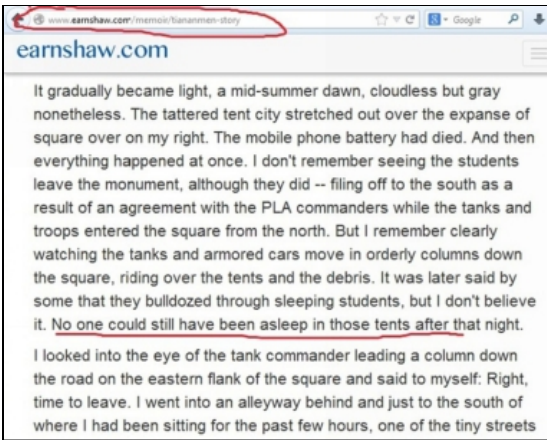 www.earnshaw.com/memoir/tiananmen-story
Google
earnshaw.com
It gradually became light, a mid-summer dawn, cloudless but gray
nonetheless. The tattered tent city stretched out over the expanse of
square over on my right. The mobile phone battery had died. And then
everything happened at once. I don't remember seeing the students
leave the monument, although they did -- filing off to the south as a
result of an agreement with the PLA commanders while the tanks and
troops entered the square from the north. But I remember clearly
watching the tanks and armored cars move in orderly columns down
the square, riding over the tents and the debris. It was later said by
some that they bulldozed through sleeping students, but I don't believe
it. No one could still have been asleep in those tents after that night.
I looked into the eye of the tank commander leading a column down
the road on the eastern flank of the square and said to myself: Right,
time to leave. I went into an alleyway behind and just to the south of
where I had been sitting for the past few hours, one of the tiny streets